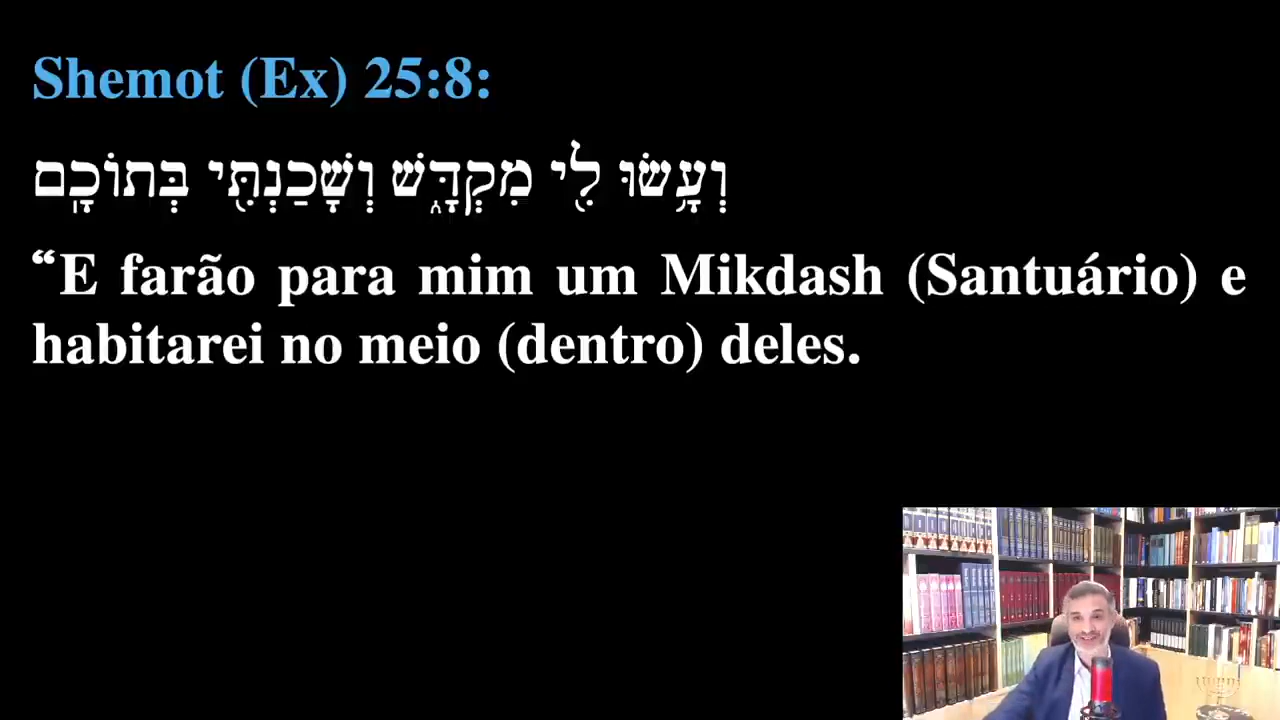 Shemot (Ex) 25:8:
וְעָ֥שׂוּ לִ֖י מִקְדָּ֑שׁ וְשָׁכַנְתִּ֖י בְּתוֹכָֽם
“E farão para mim um Mikdash (Santuário) e
habitarei no meio (dentro) deles.